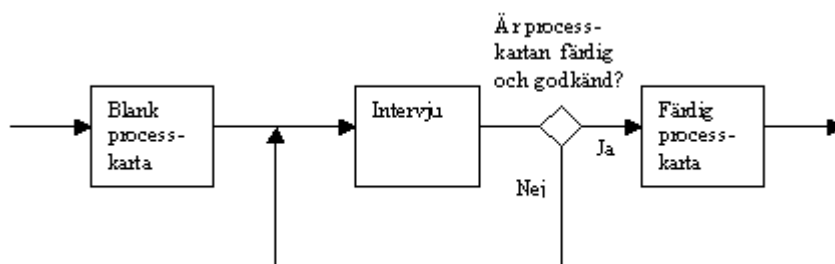 Blank
process-
karta
Intervju
Är process-
kartan färdig
och godkänd?
Ja
Nej
Färdig
process-
karta